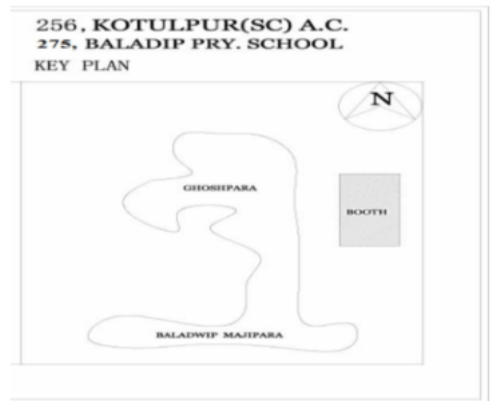 256, KOTULPUR(SC) A.C.
275, BALADIP PRY. SCHOOL
KEY PLAN
N
GHOSHPARA
BOOTH
BALADWIP MAJIPARA